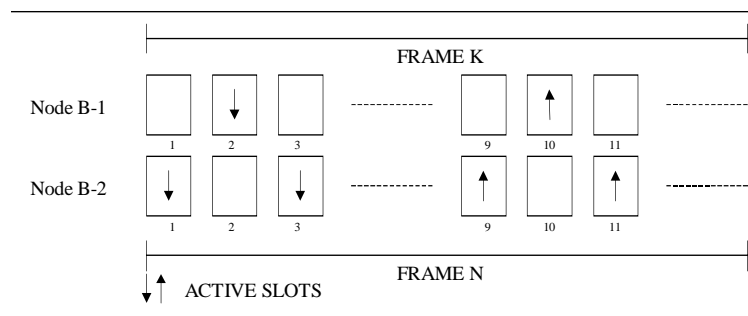 FRAME K
Node B-1
1 2 3 9 10 11
Node B-2
1 2 3 9 10 11
FRAME N
ACTIVE SLOTS